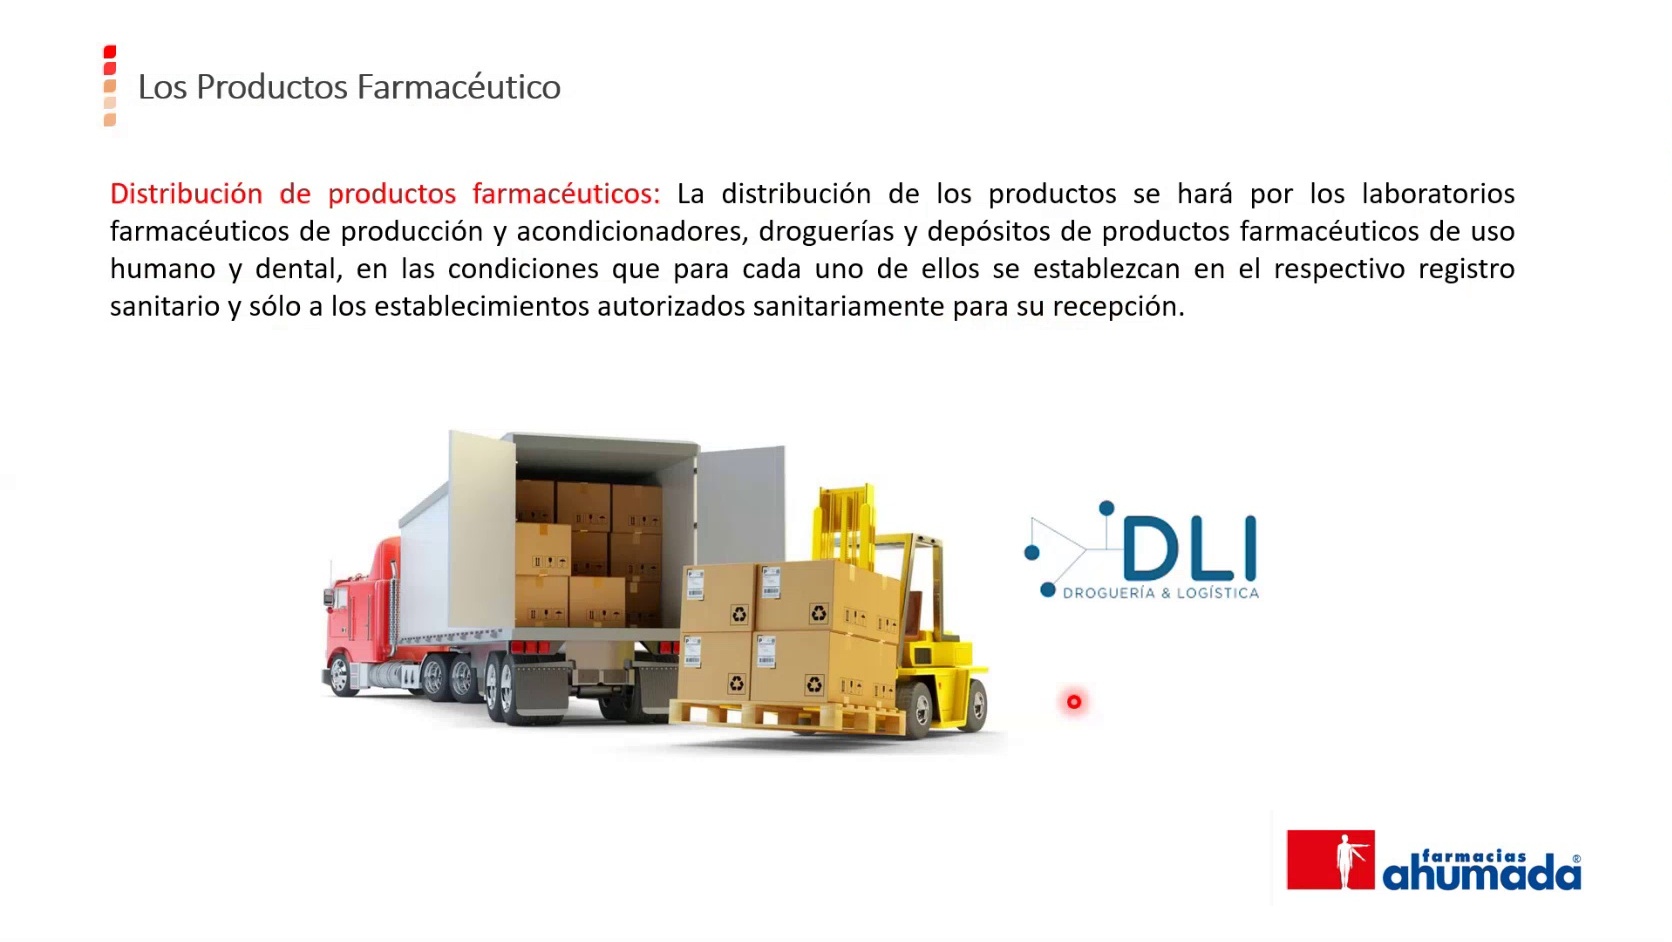 Los Productos Farmacéutico
Distribución de productos farmacéuticos: La distribución de los productos se hará por los laboratorios
farmacéuticos de producción y acondicionadores, droguerías y depósitos de productos farmacéuticos de uso
humano y dental, en las condiciones que para cada uno de ellos se establezcan en el respectivo registro
sanitario y sólo a los establecimientos autorizados sanitariamente para su recepción.
DLI
DROGUERÍA & LOGÍSTICA
farmacias
ahumada®